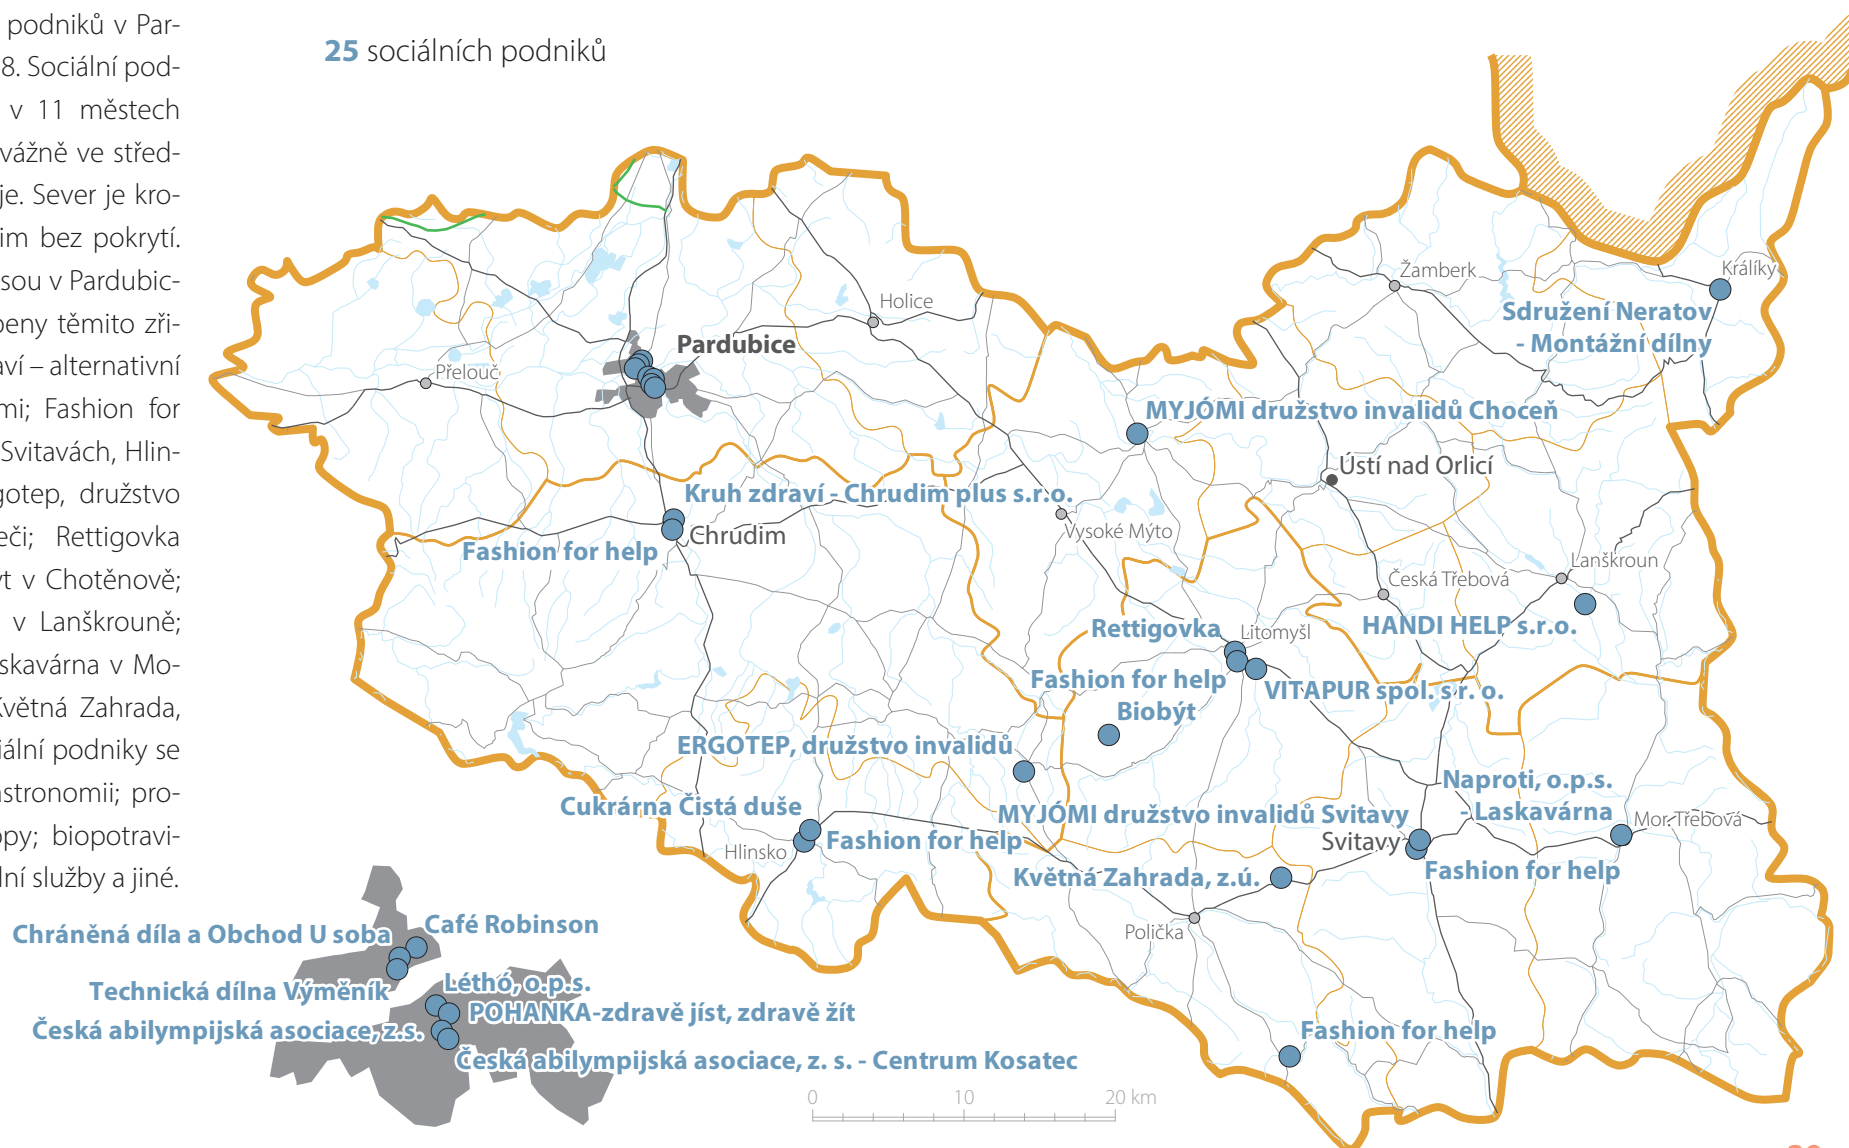 podniků v Par-
8. Sociální pod-
v 11 městech
vážně ve střed-
je. Sever je kro-
im bez pokrytí.
sou v Pardubic-
peny těmito zři-
aví – alternativní
mi; Fashion for
Svitavách, Hlin-
gotep, družstvo
eči; Rettigovka
yt v Chotěnově;
v Lanškrouně;
skavárna v Mo-
Květná Zahrada,
iální podniky se
astronomii; pro-
opy; biopotravi-
dní služby a jiné.
25 sociálních podniků
Žamberk
Králíky
Sdružení Neratov
- Montážní dílny
Holice
Pardubice
Přelouč
MYJÓMI družstvo invalidů Choceň
Ústí nad Orlicí
Kruh zdraví - Chrudim plus s.r.o.
Vysoké Mýto
Chrudim
Fashion for help
Lanškroun
Česká Třebová
HANDI HELP s.r.o.
Rettigovka
Litomyšl
Fashion for help
VITAPUR spol. s r. o.
Biobýt
ERGOTEP, družstvo invalidů
Naproti, o.p.s.
- Laskavárna
Cukrárna Čistá duše
MYJÓMI družstvo invalidů Svitavy
Mor. Třebová
Fashion for help
Svitavy
Hlinsko
Fashion for help
Květná Zahrada, z.ú.
Polička
Fashion for help
Café Robinson
Chráněná díla a Obchod U soba
Technická dílna Výměník
Léthó, o.p.s.
POHANKA-zdravě jíst, zdravě žít
Česká abilympijská asociace, z.s.
Česká abilympijská asociace, z. s. - Centrum Kosatec
0 10 20 km